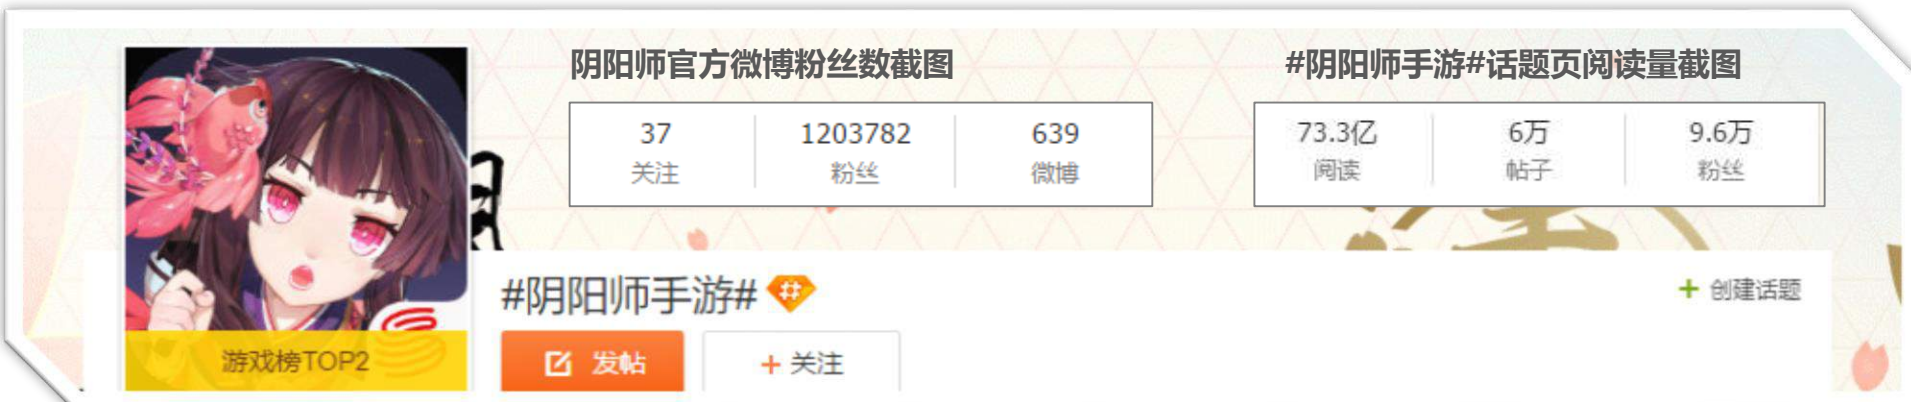 阴阳师官方微博粉丝数截图
#阴阳师手游#话题页阅读量截图
37 1203782 639
关注 粉丝 微博
73.3亿 6万 9.6万
阅读 帖子 粉丝
#阴阳师手游#
+ 创建话题
游戏榜TOP2
发帖
+ 关注